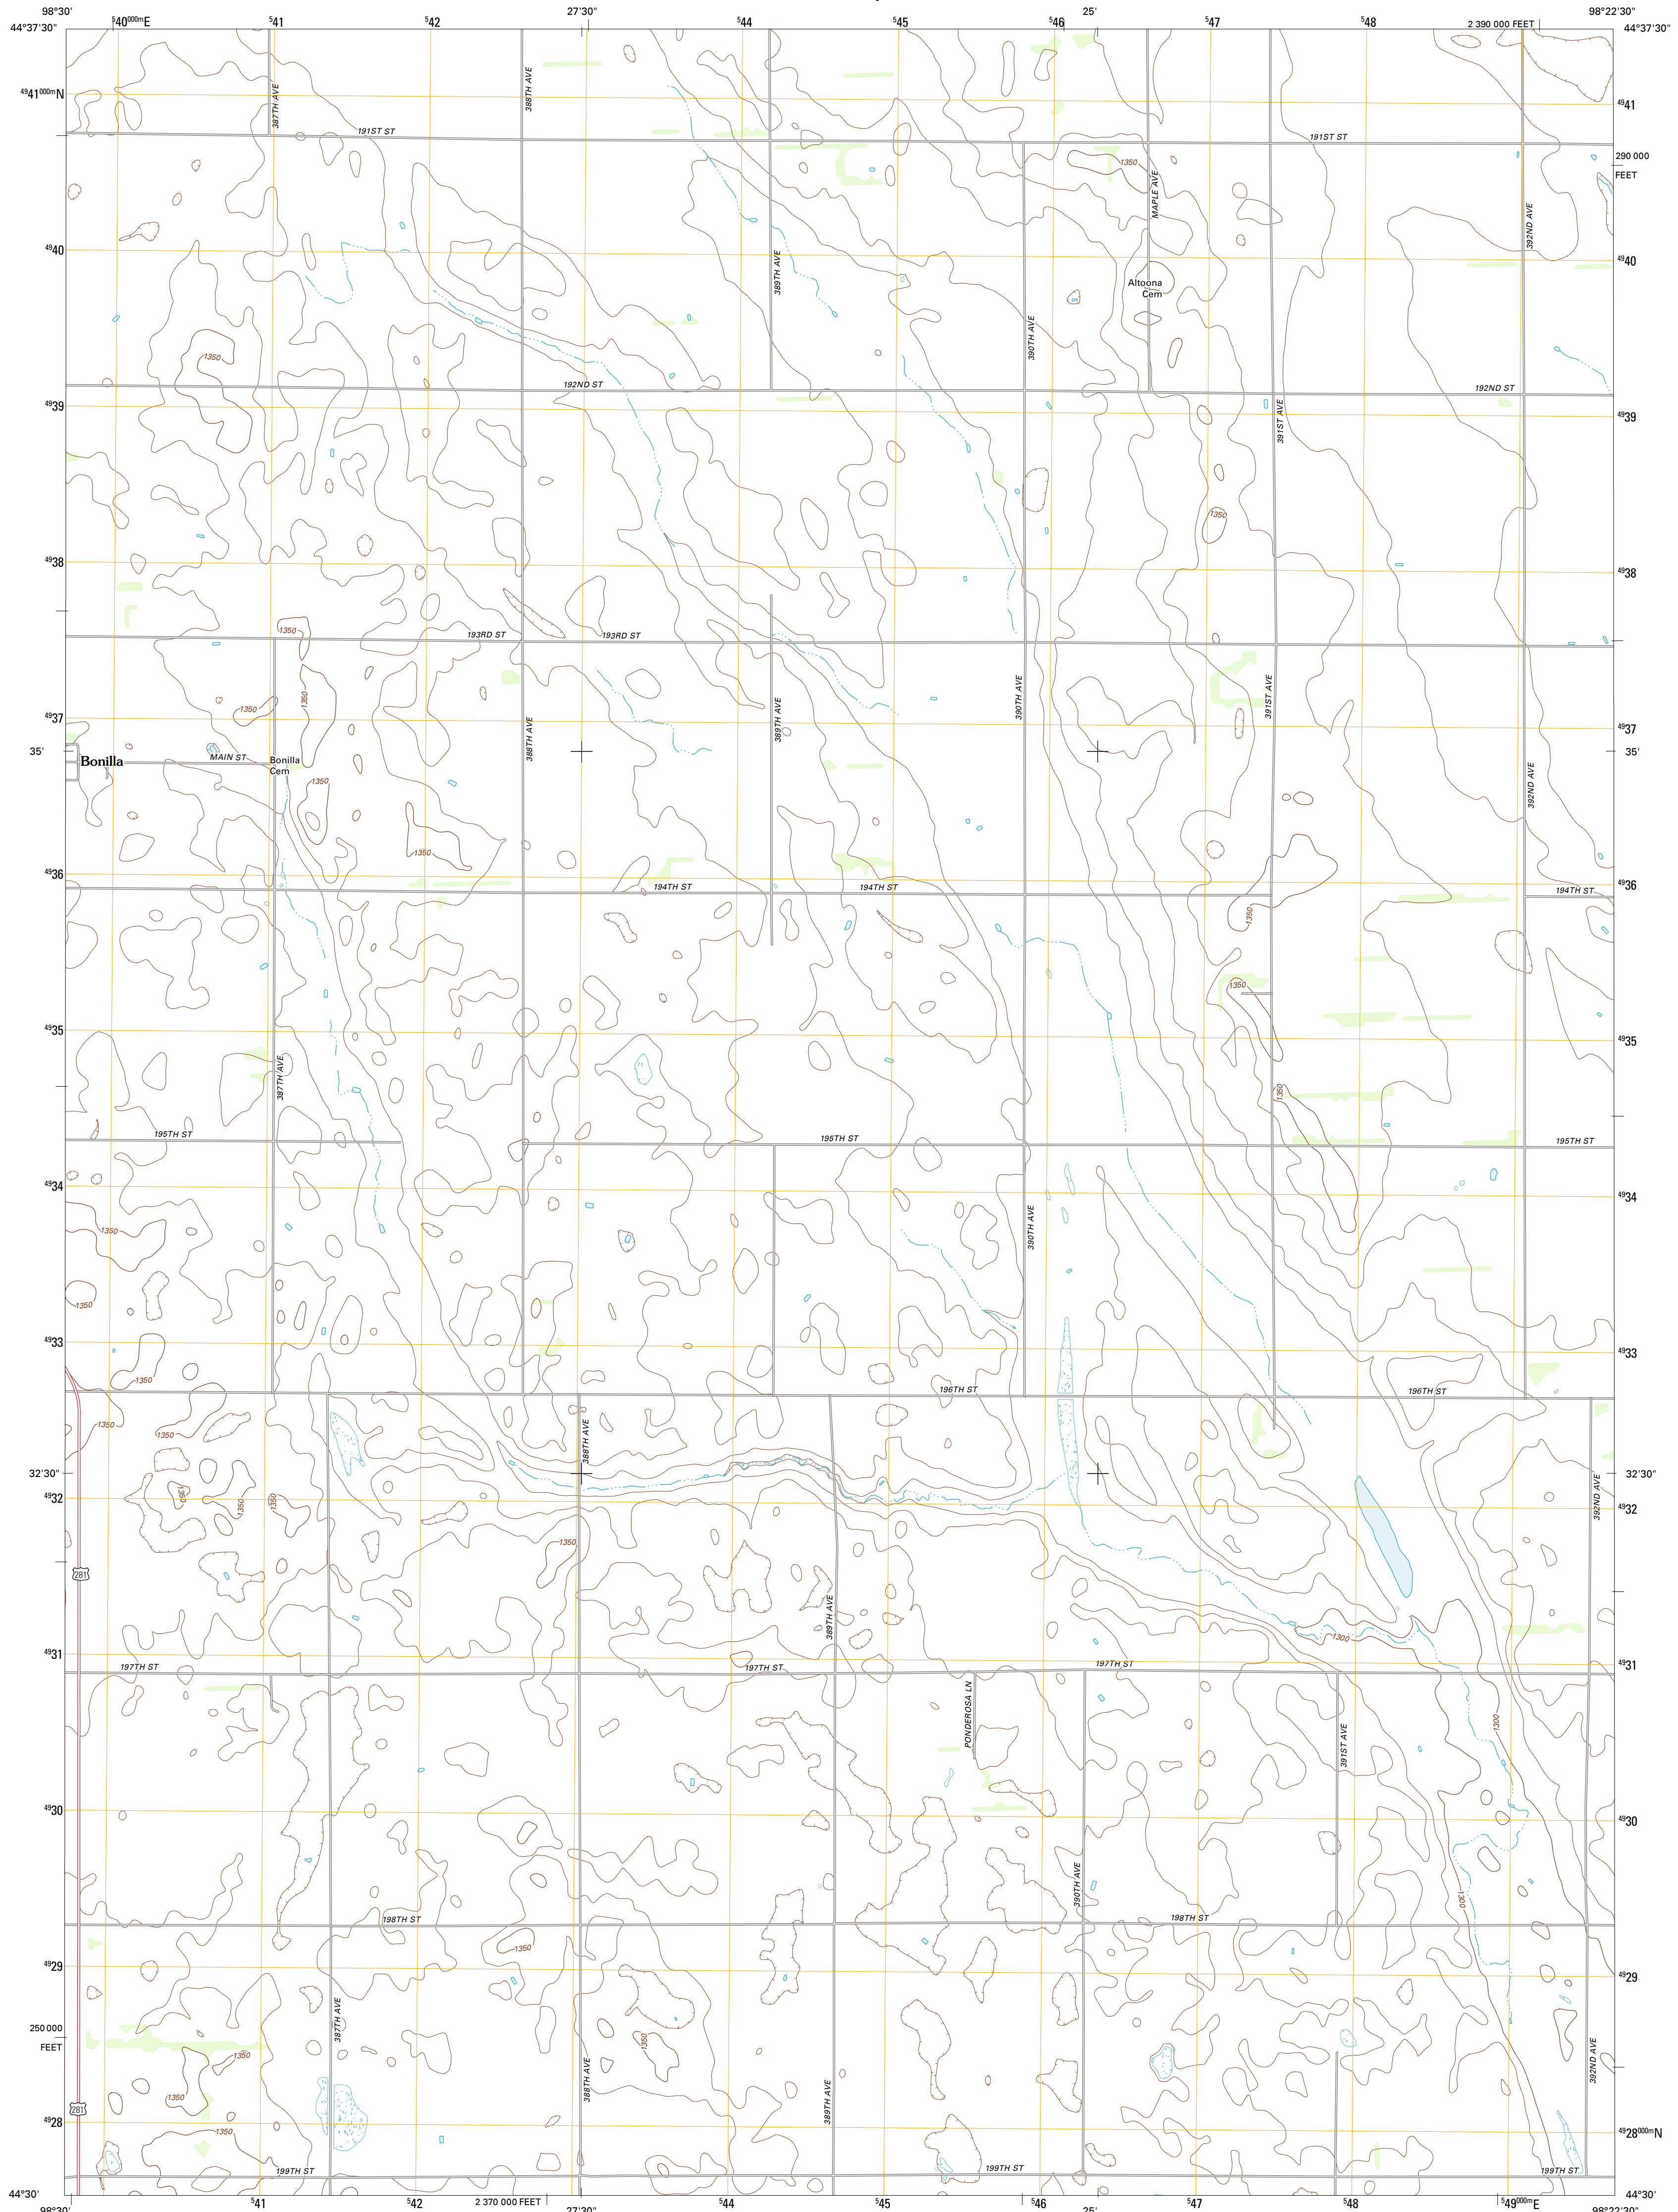 98°30'
⁵40⁰⁰⁰ᵐE
⁵41
⁵42
27'30"
⁵44
⁵45
⁵46
25'
⁵47
⁵48
2 390 000 FEET
98°22'30"
44°37'30"
44°37'30"
⁴⁹41⁰⁰⁰ᵐN
387TH AVE
388TH AVE
⁴⁹41
191ST ST
191ST ST
1350
290 000
FEET
MAPLE AVE
392ND AVE
⁴⁹40
389TH AVE
⁴⁹40
Altoona
Cem
390TH AVE
1350
192ND ST
192ND ST
⁴⁹39
391ST AVE
⁴⁹39
1350
⁴⁹38
⁴⁹38
1350
193RD ST
193RD ST
1350
1350
390TH AVE
391ST AVE
⁴⁹37
388TH AVE
389TH AVE
⁴⁹37
35'
35'
Bonilla
MAIN ST
Bonilla
Cem
1350
392ND AVE
1350
⁴⁹36
⁴⁹36
194TH ST
194TH ST
194TH ST
1350
1350
⁴⁹35
⁴⁹35
387TH AVE
1350
195TH ST
195TH ST
195TH ST
⁴⁹34
⁴⁹34
1350
390TH AVE
1350
⁴⁹33
⁴⁹33
1350
196TH ST
196TH ST
1350
1350
388TH AVE
32'30"
32'30"
⁴⁹32
1350
1350
1350
392ND AVE
⁴⁹32
1350
281
389TH AVE
1300
⁴⁹31
⁴⁹31
197TH ST
197TH ST
197TH ST
PONDEROSA LN
1300
391ST AVE
⁴⁹30
⁴⁹30
390TH AVE
1300
198TH ST
198TH ST
1350
⁴⁹29
⁴⁹29
250 000
FEET
387TH AVE
1350
1350
1350
388TH AVE
389TH AVE
392ND AVE
281
⁴⁹28
1350
⁴⁹28⁰⁰⁰ᵐN
199TH ST
199TH ST
199TH ST
44°30'
44°30'
98°30'
⁵41
⁵42
2 370 000 FEET
27'30"
⁵44
⁵45
⁵46
25'
⁵47
⁵48
⁵49⁰⁰⁰ᵐE
98°22'30"